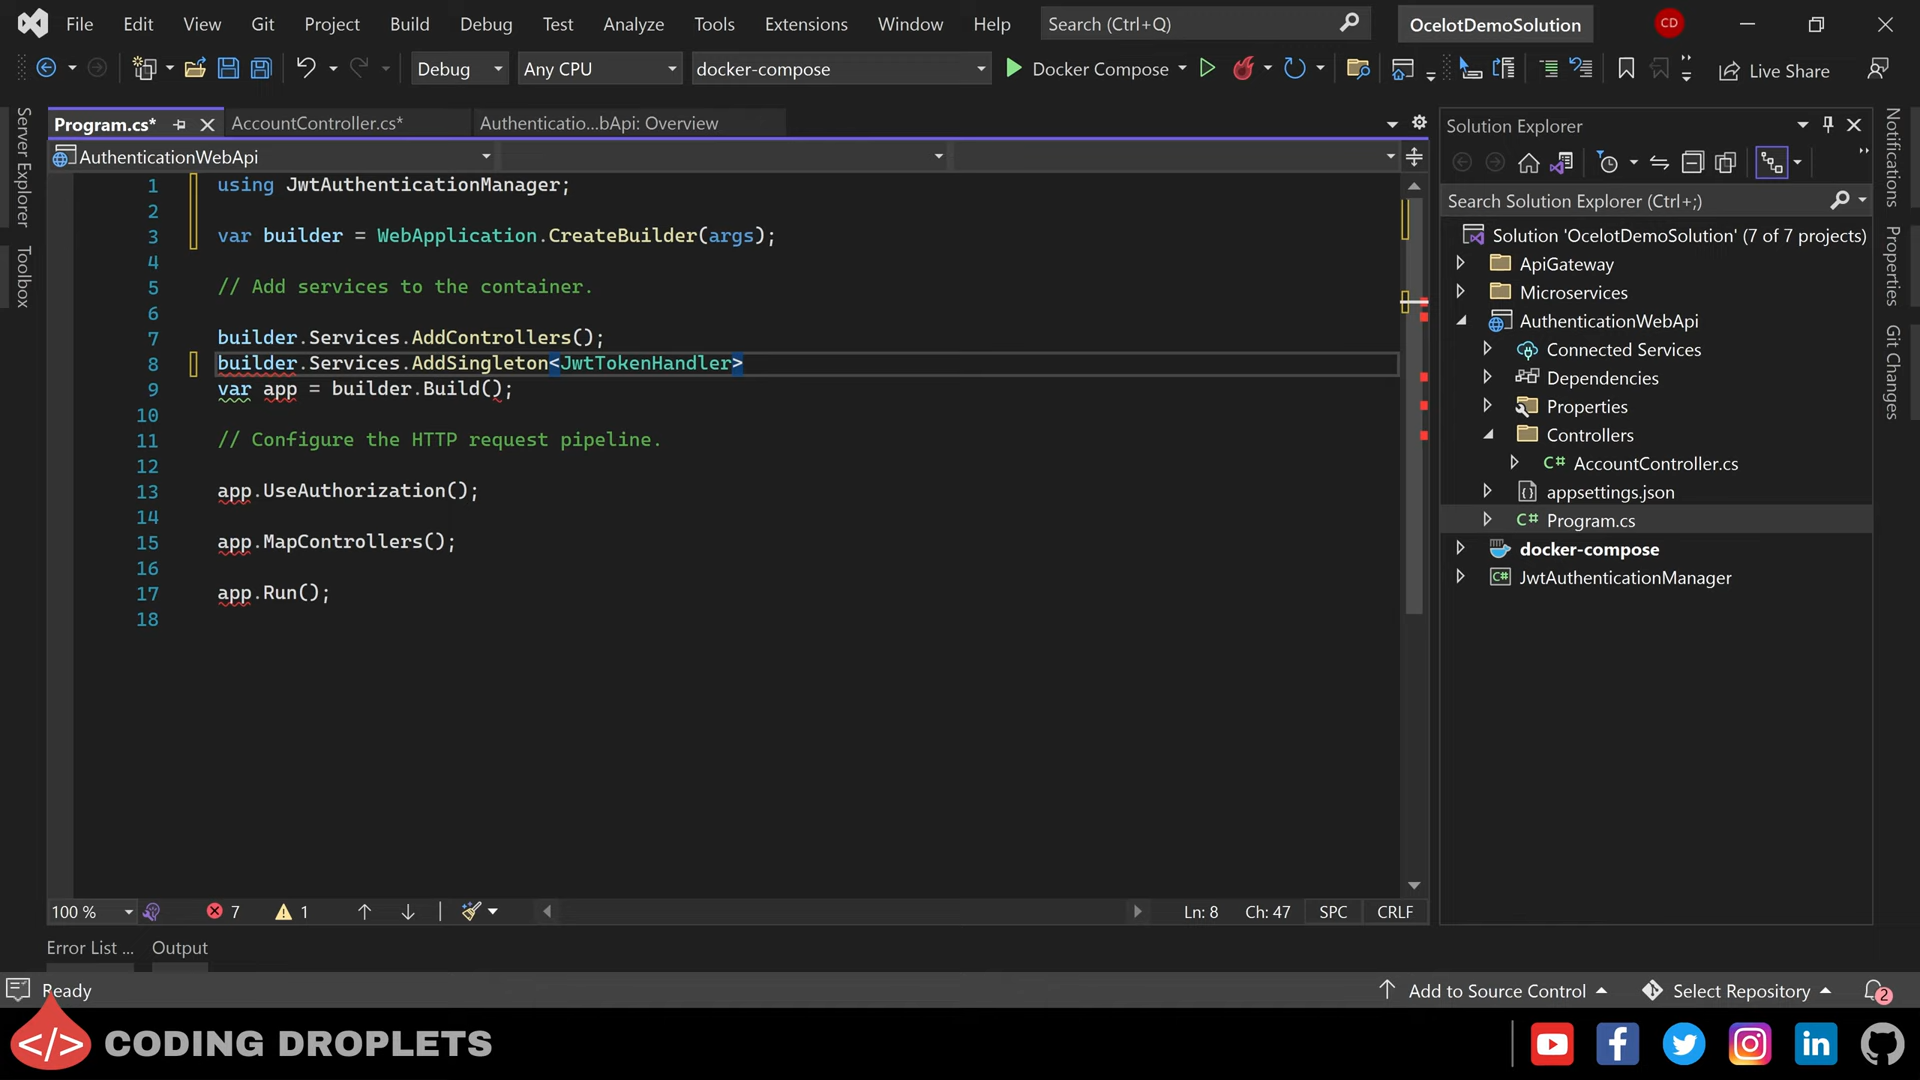 File Edit View Git Project Build Debug Test Analyze Tools Extensions Window Help Search (Ctrl+Q) OcelotDemoSolution CD
Debug Any CPU docker-compose Docker Compose Live Share
Program.cs* AccountController.cs* Authenticatio...bApi: Overview
AuthenticationWebApi
Server Explorer
Toolbox
1 using JwtAuthenticationManager;
2
3 var builder = WebApplication.CreateBuilder(args);
4
5 // Add services to the container.
6
7 builder.Services.AddControllers();
8 builder.Services.AddSingleton<JwtTokenHandler>
9 var app = builder.Build();
10
11 // Configure the HTTP request pipeline.
12
13 app.UseAuthorization();
14
15 app.MapControllers();
16
17 app.Run();
18
100 % 7 1 Ln: 8 Ch: 47 SPC CRLF
Error List ... Output
Solution Explorer
Search Solution Explorer (Ctrl+;)
Solution 'OcelotDemoSolution' (7 of 7 projects)
ApiGateway
Microservices
AuthenticationWebApi
Connected Services
Dependencies
Properties
Controllers
C# AccountController.cs
appsettings.json
C# Program.cs
docker-compose
C# JwtAuthenticationManager
Notifications
Properties
Git Changes
Ready Add to Source Control Select Repository 2
</> CODING DROPLETS
in